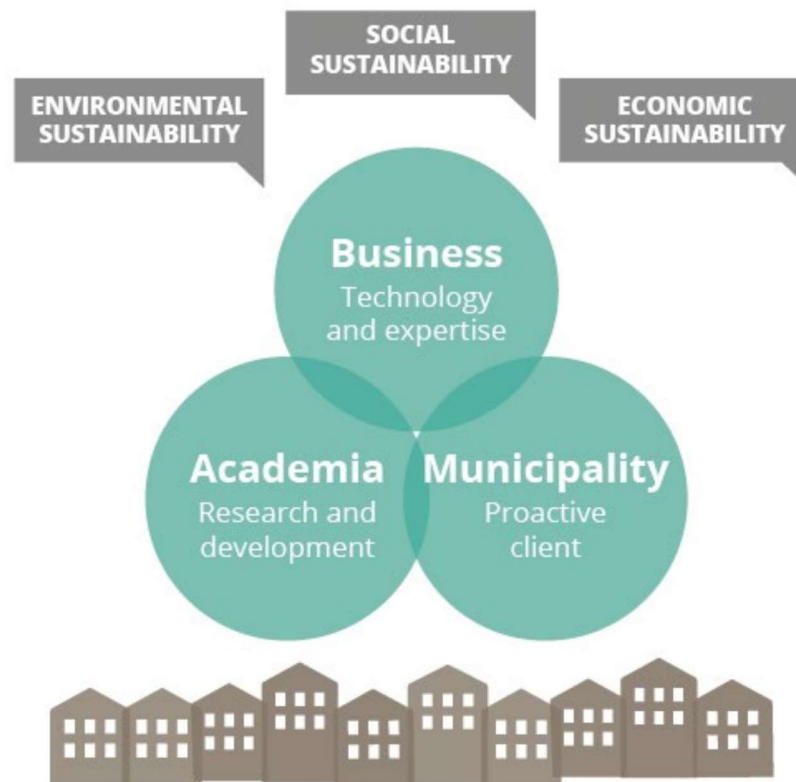 SOCIAL
SUSTAINABILITY
ENVIRONMENTAL
SUSTAINABILITY
ECONOMIC
SUSTAINABILITY
Business
Technology
and expertise
Academia
Research and
development
Municipality
Proactive
client